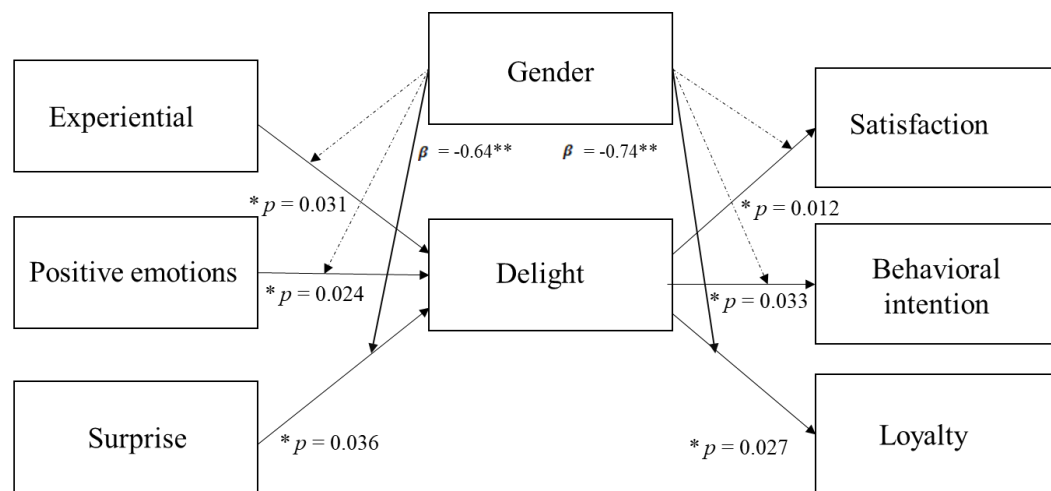 Gender
Experiential
Satisfaction
β = -0.64**
β = -0.74**
* p = 0.031
* p = 0.012
Positive emotions
Delight
Behavioral
intention
* p = 0.024
* p = 0.033
Surprise
* p = 0.036
* p = 0.027
Loyalty